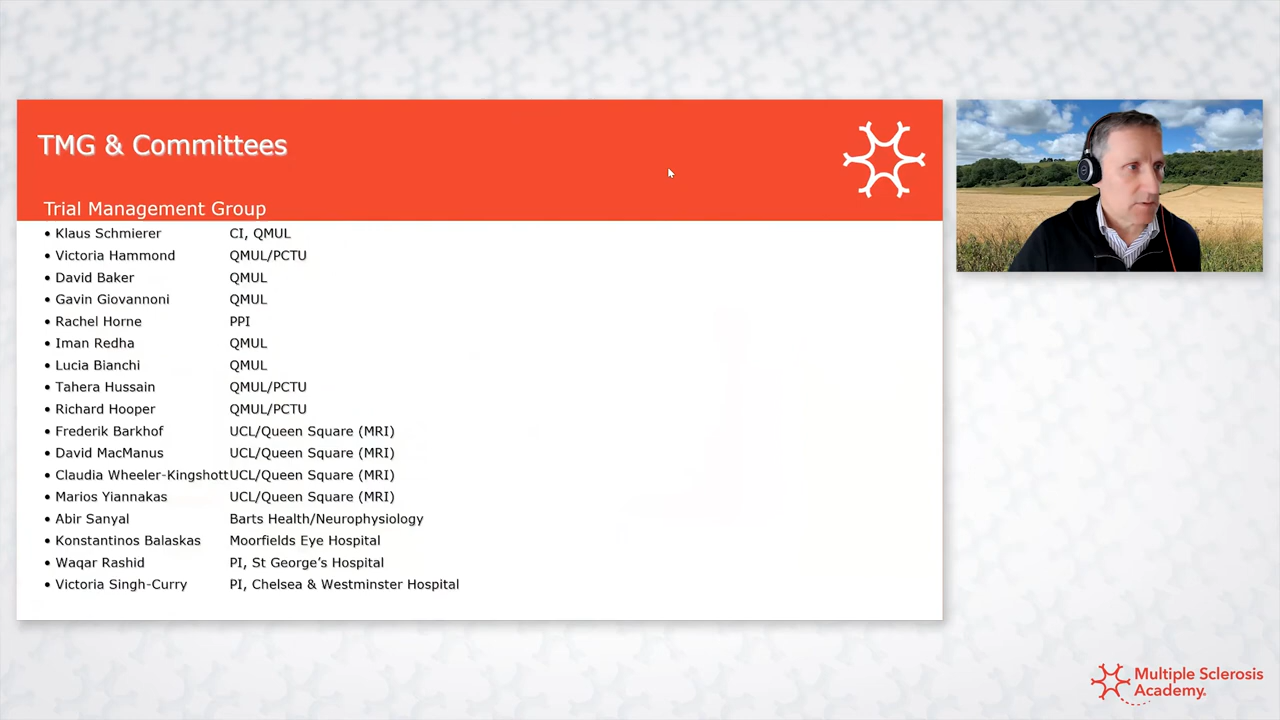 TMG & Committees
Trial Management Group
• Klaus Schmierer CI, QMUL
• Victoria Hammond QMUL/PCTU
• David Baker QMUL
• Gavin Giovannoni QMUL
• Rachel Horne PPI
• Iman Redha QMUL
• Lucia Bianchi QMUL
• Tahera Hussain QMUL/PCTU
• Richard Hooper QMUL/PCTU
• Frederik Barkhof UCL/Queen Square (MRI)
• David MacManus UCL/Queen Square (MRI)
• Claudia Wheeler-Kingshott UCL/Queen Square (MRI)
• Marios Yiannakas UCL/Queen Square (MRI)
• Abir Sanyal Barts Health/Neurophysiology
• Konstantinos Balaskas Moorfields Eye Hospital
• Waqar Rashid PI, St George’s Hospital
• Victoria Singh-Curry PI, Chelsea & Westminster Hospital
Multiple Sclerosis
Academy.